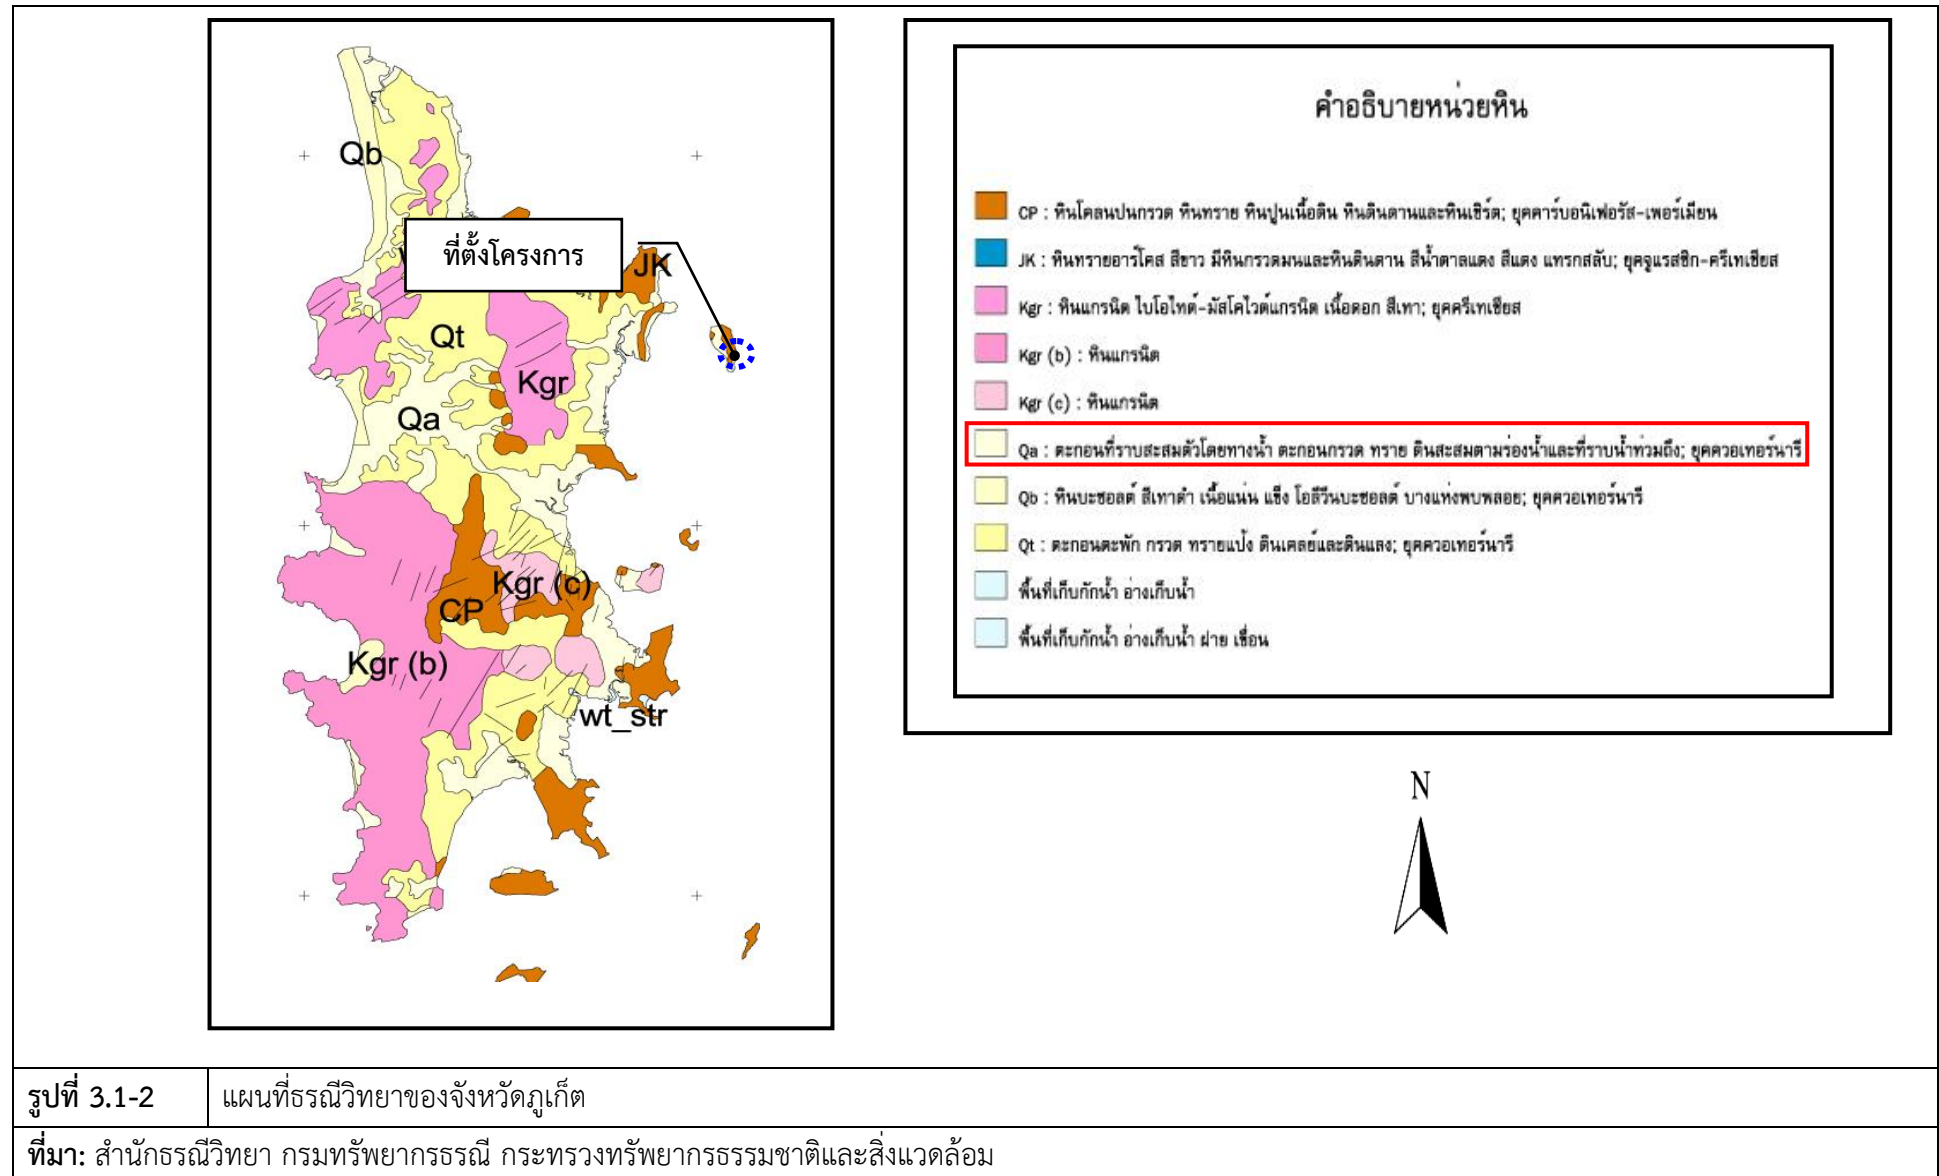 Qb
ที่ตั้งโครงการ
JK
Qt
Kgr
Qa
Kgr (c)
CP
Kgr (b)
wt_str
คำอธิบายหน่วยหิน
CP : หินโคลนปนกรวด หินทราย หินปูนเนื้อดิน หินดินดานและหินเชิร์ต; ยุคคาร์บอนิเฟอรัส-เพอร์เมียน
JK : หินทรายอาร์โคส สีขาว มีหินกรวดมนและหินดินดาน สีน้ำตาลแดง สีแดง แทรกสลับ; ยุคจูแรสซิก-ครีเทเชียส
Kgr : หินแกรนิต ไบโอไทต์-มัสโคไวต์แกรนิต เนื้อดอก สีเทา; ยุคครีเทเชียส
Kgr (b) : หินแกรนิต
Kgr (c) : หินแกรนิต
Qa : ตะกอนที่ราบสะสมตัวโดยทางน้ำ ตะกอนกรวด ทราย ดินสะสมตามร่องน้ำและที่ราบน้ำท่วมถึง; ยุคควอเทอร์นารี
Qb : หินบะซอลต์ สีเทาดำ เนื้อแน่น แข็ง โอลิวีนบะซอลต์ บางแห่งพบพลอย; ยุคควอเทอร์นารี
Qt : ตะกอนตะพัก กรวด ทรายแป้ง ดินเคลย์และดินแลง; ยุคควอเทอร์นารี
พื้นที่เก็บกักน้ำ อ่างเก็บน้ำ
พื้นที่เก็บกักน้ำ อ่างเก็บน้ำ ฝาย เขื่อน
N
รูปที่ 3.1-2 แผนที่ธรณีวิทยาของจังหวัดภูเก็ต
ที่มา: สำนักธรณีวิทยา กรมทรัพยากรธรณี กระทรวงทรัพยากรธรรมชาติและสิ่งแวดล้อม